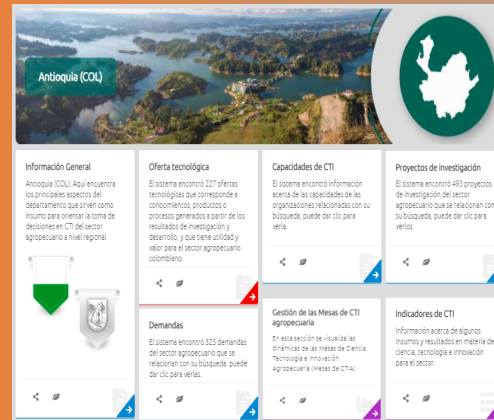 Antioquia (COL)
Información General
Antioquia (COL): Aquí encuentra
los principales aspectos del
departamento que sirven como
insumo para orientar la toma de
decisiones en CTI del sector
agropecuario a nivel regional
Oferta tecnológica
El sistema encontró 227 ofertas
tecnológicas que corresponde a
conocimientos, productos o
procesos generados a partir de los
resultados de investigación y
desarrollo, y que tiene utilidad y
valor para el sector agropecuario
colombiano.
Demandas
El sistema encontró 525 demandas
del sector agropecuario que se
relacionan con su búsqueda, puede
dar clic para verlas.
Capacidades de CTI
El sistema encontró información
acerca de las capacidades de las
organizaciones relacionadas con su
búsqueda, puede dar clic para
verla.
Gestión de las Mesas de CTI
agropecuaria
En esta sección se visualiza las
dinámicas de las Mesas de Ciencia,
Tecnología e Innovación
Agropecuaria (Mesas de CTIA)
Proyectos de investigación
El sistema encontró 493 proyectos
de investigación del sector
agropecuario que se relacionan con
su búsqueda, puede dar clic para
verlos.
Indicadores de CTI
Información acerca de algunos
insumos y resultados en materia de
ciencia, tecnología e innovación
para el sector.